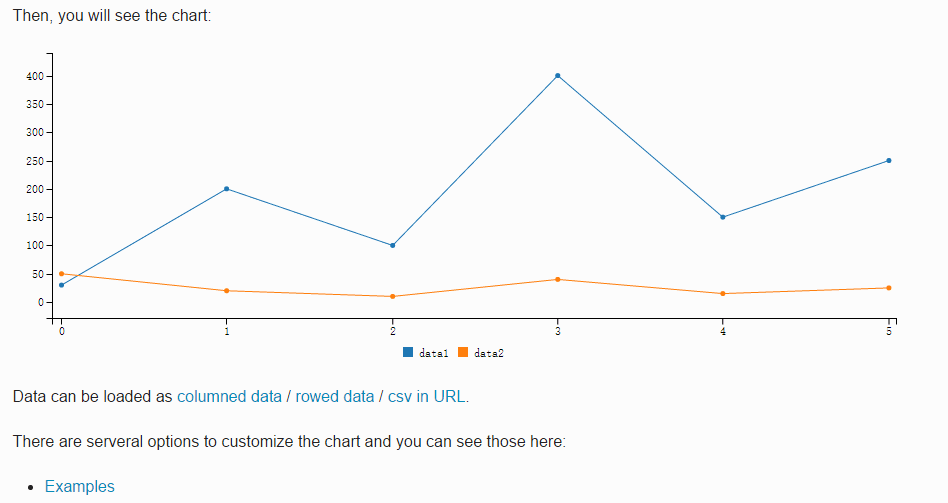 Then, you will see the chart:
400
350
300
250
200
150
100
50
0
0 1 2 3 4 5
data1 data2
Data can be loaded as columned data / rowed data / csv in URL.
There are serveral options to customize the chart and you can see those here:
• Examples